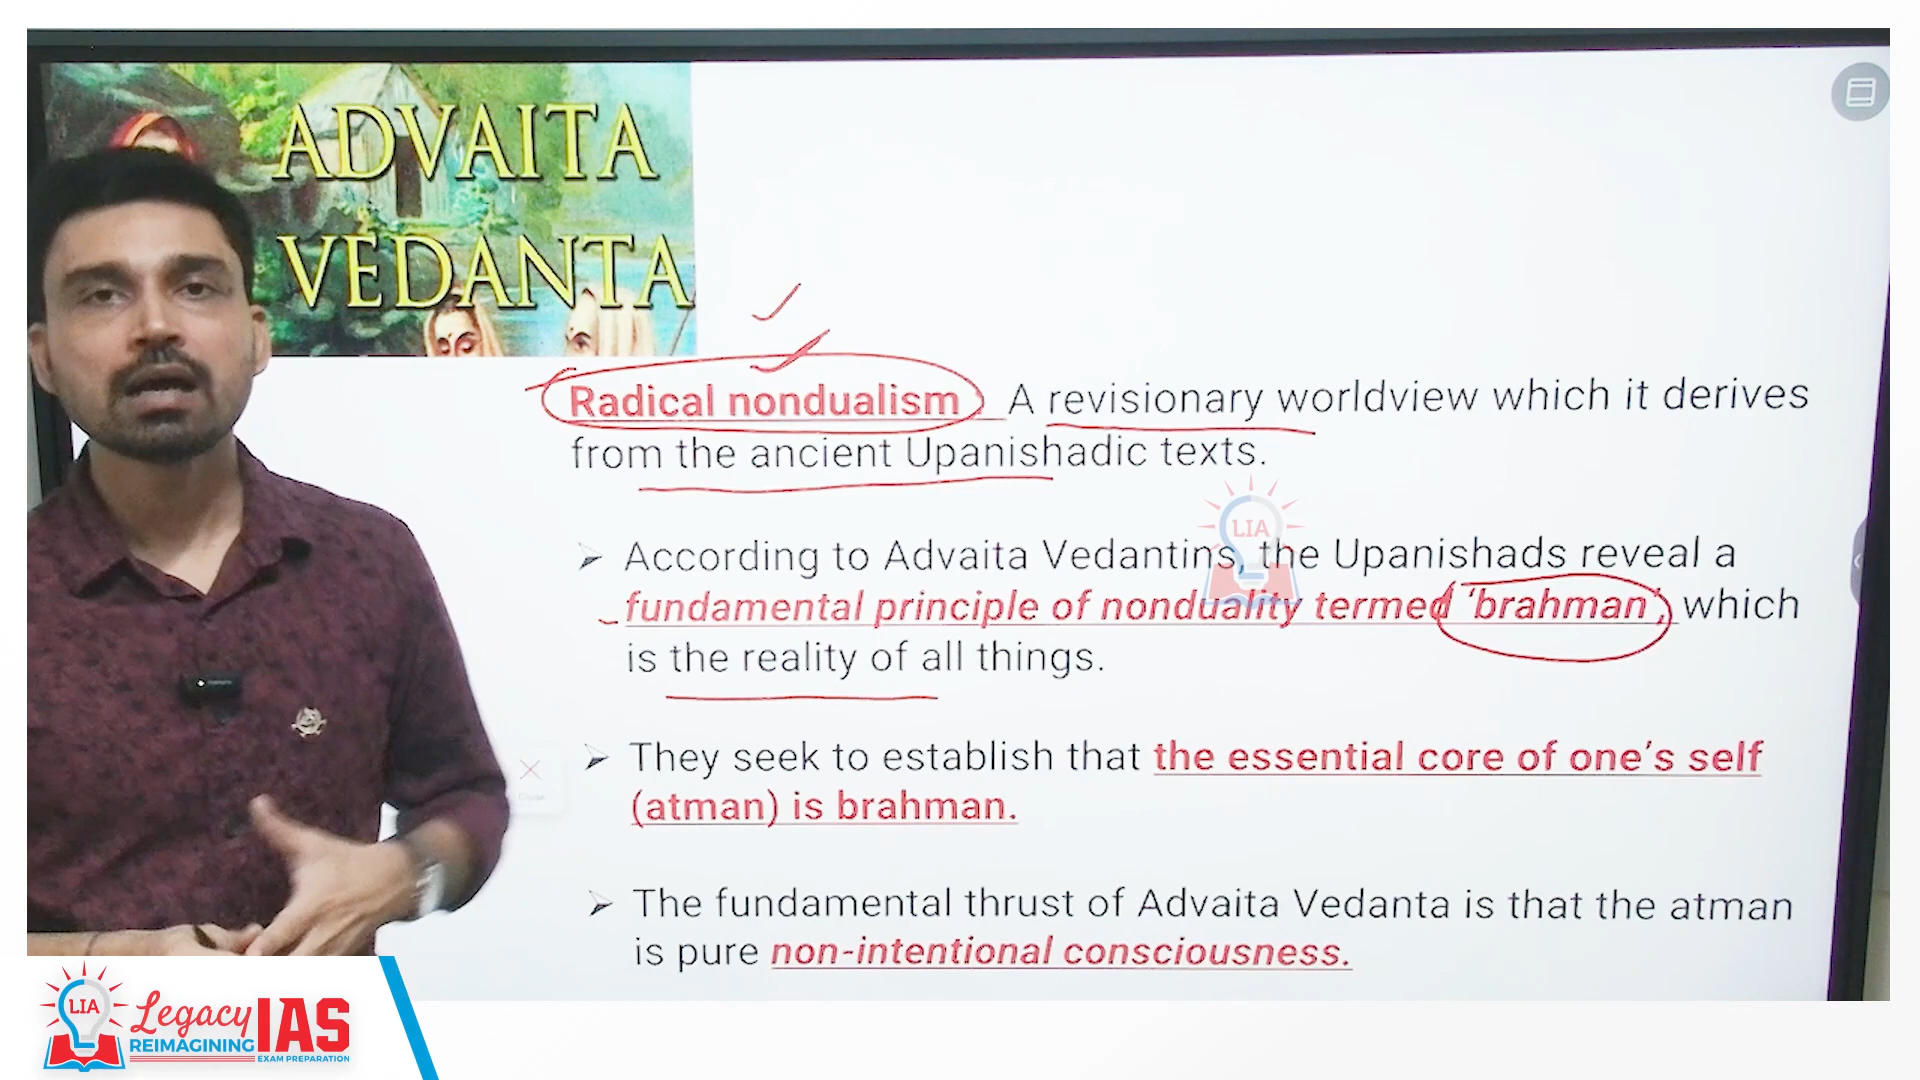 ADVAITA
VEDANTA
Radical nondualism A revisionary worldview which it derives
from the ancient Upanishadic texts.
➢ According to Advaita Vedantins, the Upanishads reveal a
fundamental principle of nonduality termed 'brahman', which
is the reality of all things.
➢ They seek to establish that the essential core of one's self
(atman) is brahman.
➢ The fundamental thrust of Advaita Vedanta is that the atman
is pure non-intentional consciousness.
LIA
LIA
Legacy IAS
REIMAGINING
EXAM PREPARATION